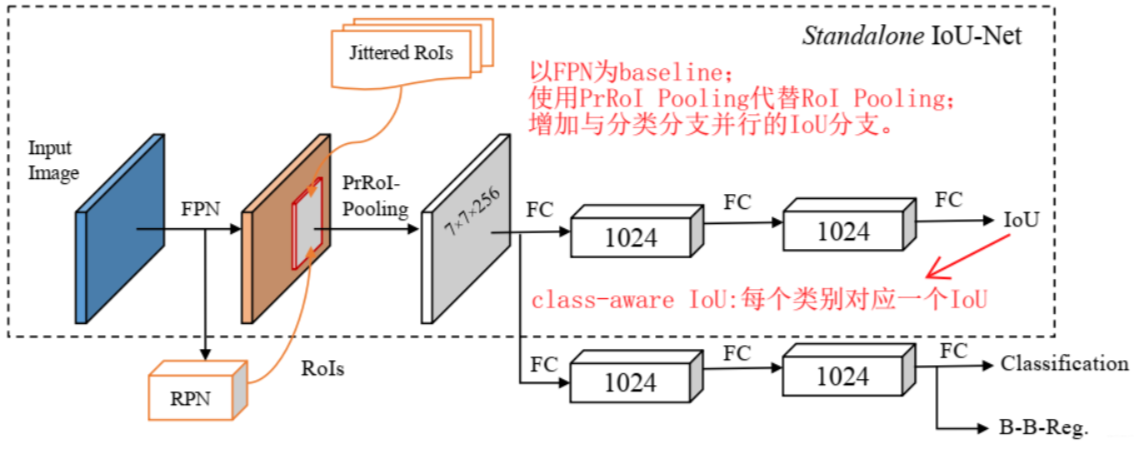 Jittered RoIs
Standalone IoU-Net
以FPN为baseline;
使用PrRoI Pooling代替RoI Pooling;
增加与分类分支并行的IoU分支。
Input
Image
FPN
PrRoI-
Pooling
7×7×256
FC
1024
FC
1024
FC
IoU
class-aware IoU:每个类别对应一个IoU
RPN
RoIs
FC
1024
FC
1024
FC
Classification
B-B-Reg.